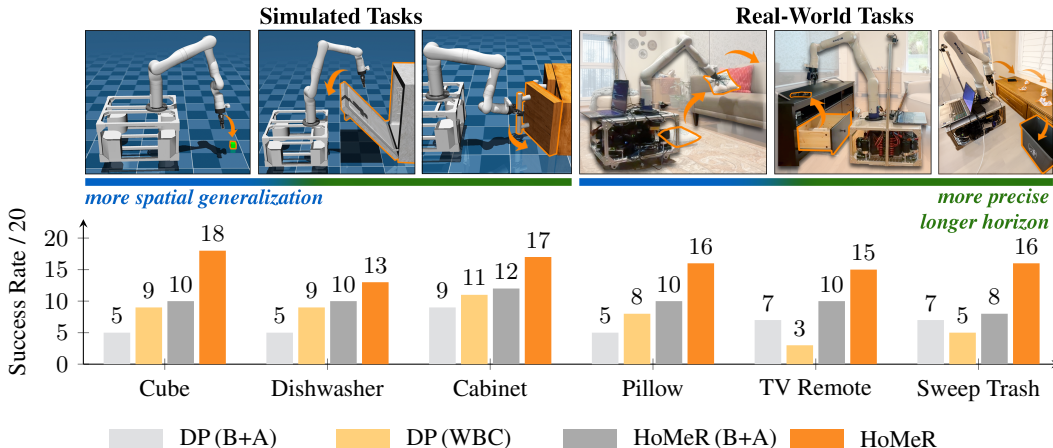 Simulated Tasks
Real-World Tasks
more spatial generalization
more precise
longer horizon
Success Rate / 20
20
15
10
5
0
5 9 10 18
5 9 10 13
9 11 12 17
5 8 10 16
7 3 10 15
7 5 8 16
Cube Dishwasher Cabinet Pillow TV Remote Sweep Trash
DP (B+A) DP (WBC) HoMeR (B+A) HoMeR